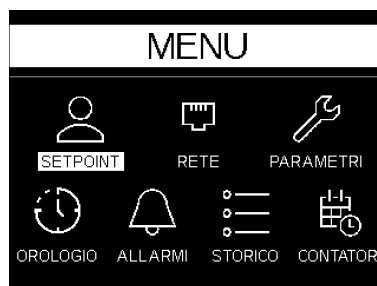 MENU
SETPOINT RETE PARAMETRI
OROLOGIO ALLARMI STORICO CONTATOR